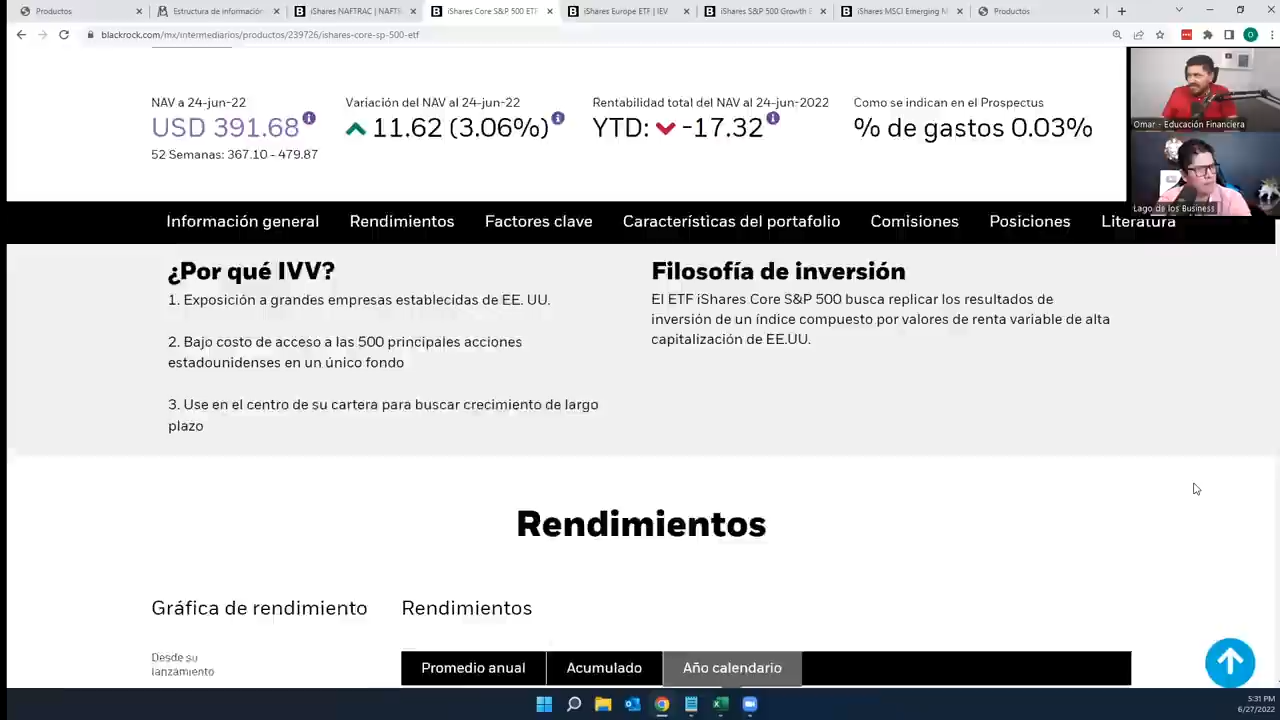 Productos
Estructura de información
iShares NAFTRAC | NAFTR
iShares Core S&P 500 ETF
iShares Europe ETF | IEV
iShares S&P 500 Growth E
iShares MSCI Emerging M
Productos
blackrock.com/mx/intermediarios/productos/239726/ishares-core-sp-500-etf
NAV a 24-jun-22
USD 391.68
52 Semanas: 367.10 - 479.87
Variación del NAV al 24-jun-22
11.62 (3.06%)
Rentabilidad total del NAV al 24-jun-2022
YTD: -17.32
Como se indican en el Prospectus
% de gastos 0.03%
Omar - Educación Financiera
Lago de los Business
Información general Rendimientos Factores clave Características del portafolio Comisiones Posiciones Literatura
¿Por qué IVV?
1. Exposición a grandes empresas establecidas de EE. UU.
2. Bajo costo de acceso a las 500 principales acciones
estadounidenses en un único fondo
3. Use en el centro de su cartera para buscar crecimiento de largo
plazo
Filosofía de inversión
El ETF iShares Core S&P 500 busca replicar los resultados de
inversión de un índice compuesto por valores de renta variable de alta
capitalización de EE.UU.
Rendimientos
Gráfica de rendimiento
Rendimientos
Desde su
lanzamiento
Promedio anual Acumulado Año calendario
5:31 PM
6/27/2022